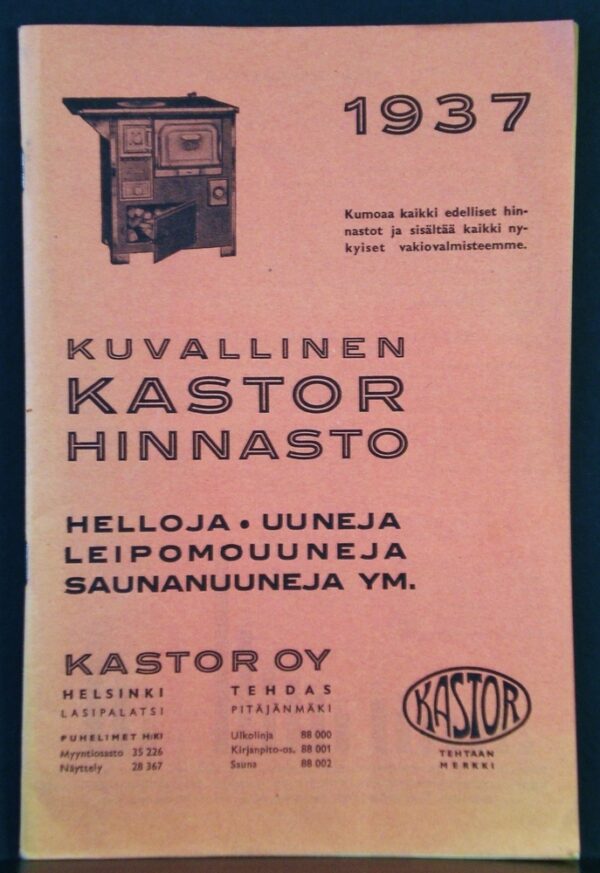 1937
Kumoaa kaikki edelliset hin-
nastot ja sisältää kaikki ny-
kyiset vakiovalmisteemme.
KUVALLINEN
KASTOR
HINNASTO
HELLOJA • UUNEJA
LEIPOMOUUNEJA
SAUNANUUNEJA YM.
KASTOR OY
HELSINKI
LASIPALATSI
PUHELIMET H:KI
Myyntiosasto 35 226
Näyttely 28 367
TEHDAS
PITÄJÄNMÄKI
Ulkolinja 88 000
Kirjanpito-os. 88 001
Sauna 88 002
KASTOR
TEHTAAN
MERKKI